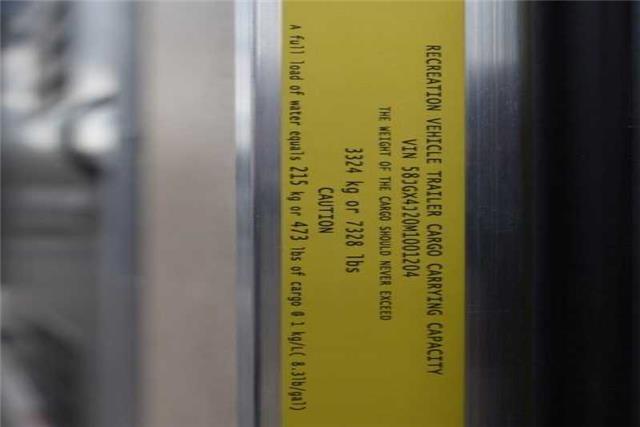 RECREATION VEHICLE TRAILER CARGO CARRYING CAPACITY
VIN 58JGX4J20M1001204
THE WEIGHT OF THE CARGO SHOULD NEVER EXCEED
3324 kg or 7328 lbs
CAUTION
A full load of water equals 215 kg or 473 lbs of cargo @ 1 kg/L( 8.3lb/gal)